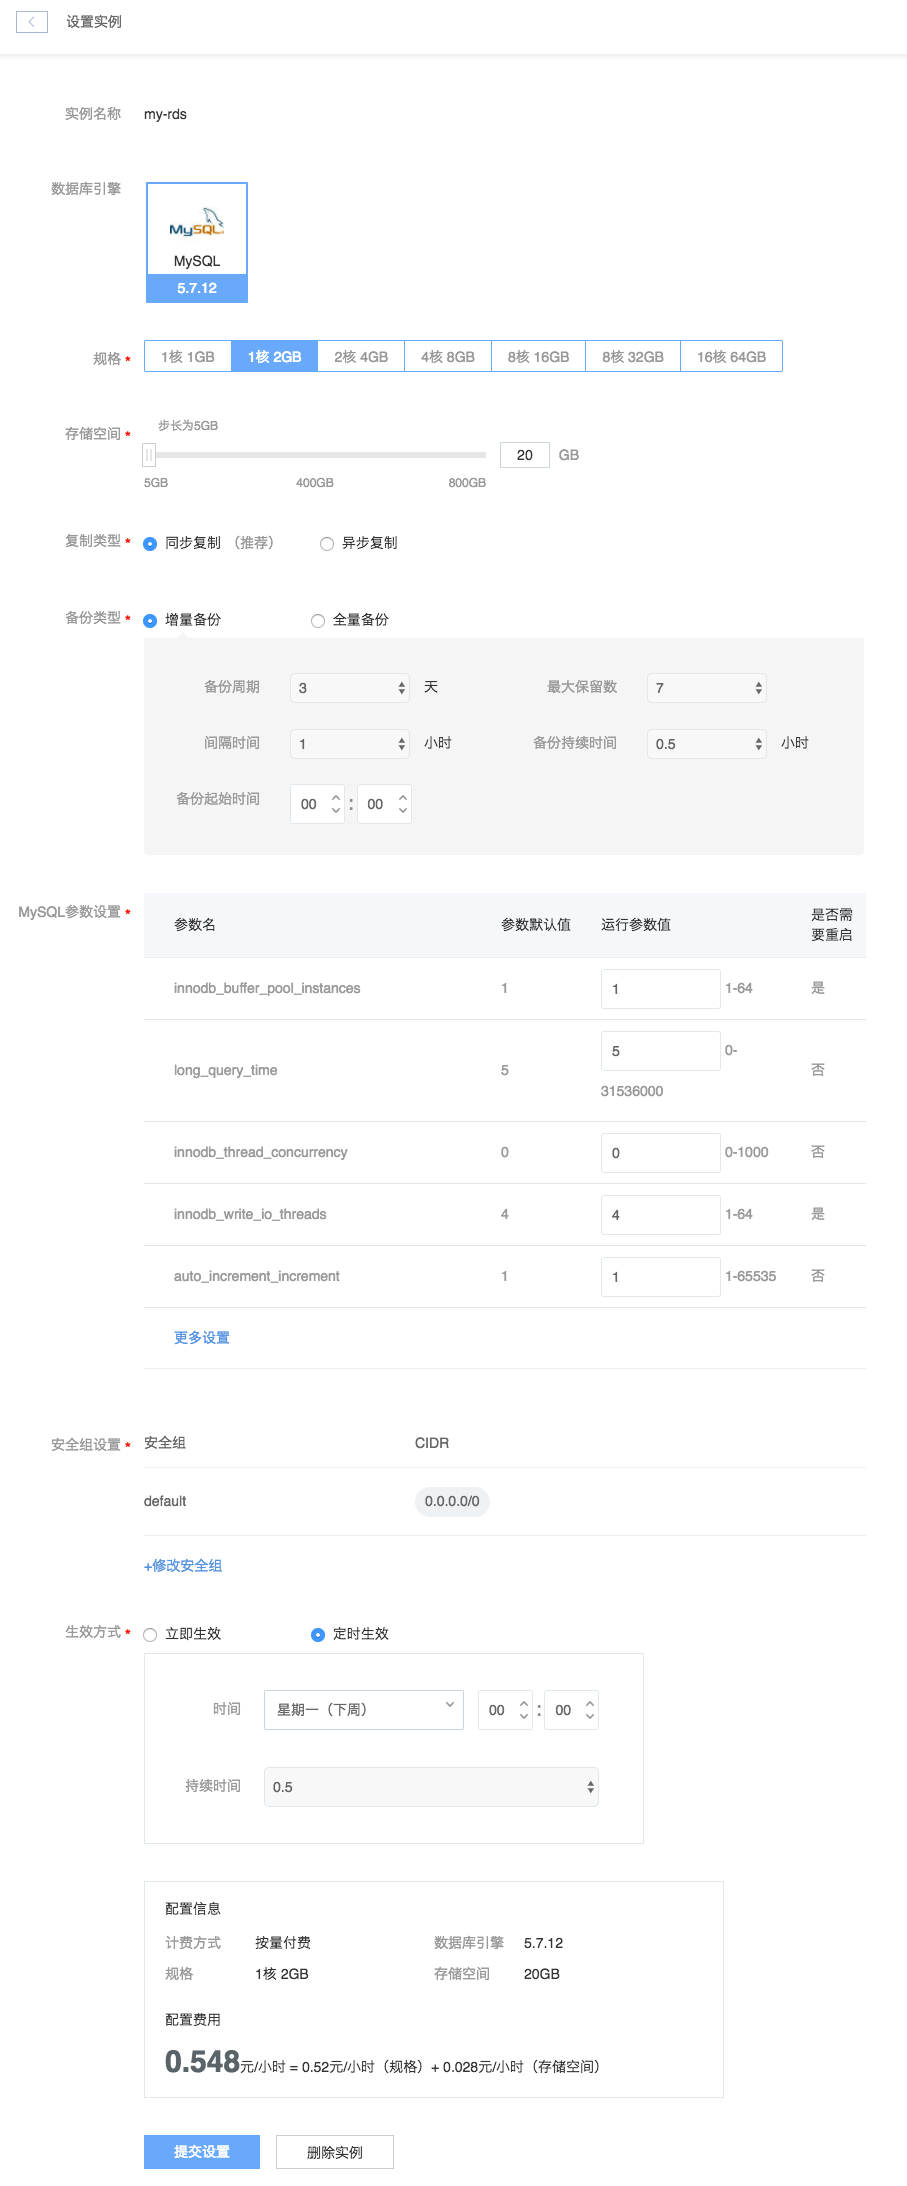 设置实例
实例名称 my-rds
数据库引擎
MySQL
MySQL
5.7.12
规格 * 1核 1GB 1核 2GB 2核 4GB 4核 8GB 8核 16GB 8核 32GB 16核 64GB
步长为5GB
存储空间 * 20 GB
5GB 400GB 800GB
复制类型 * 同步复制 （推荐） 异步复制
备份类型 * 增量备份 全量备份
备份周期 3 天 最大保留数 7
间隔时间 1 小时 备份持续时间 0.5 小时
备份起始时间 00 : 00
MySQL参数设置 * 参数名 参数默认值 运行参数值 是否需
要重启
innodb_buffer_pool_instances 1 1 1-64 是
long_query_time 5 5 0-
31536000 否
innodb_thread_concurrency 0 0 0-1000 否
innodb_write_io_threads 4 4 1-64 是
auto_increment_increment 1 1 1-65535 否
更多设置
安全组设置 * 安全组 CIDR
default 0.0.0.0/0
+修改安全组
生效方式 * 立即生效 定时生效
时间 星期一（下周） 00 : 00
持续时间 0.5
配置信息
计费方式 按量付费 数据库引擎 5.7.12
规格 1核 2GB 存储空间 20GB
配置费用
0.548元/小时 = 0.52元/小时（规格）+ 0.028元/小时（存储空间）
提交设置 删除实例